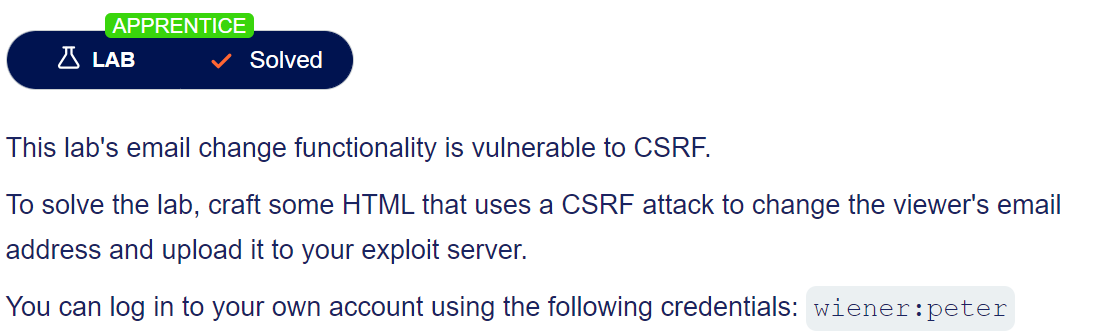 APPRENTICE
LAB Solved
This lab's email change functionality is vulnerable to CSRF.
To solve the lab, craft some HTML that uses a CSRF attack to change the viewer's email
address and upload it to your exploit server.
You can log in to your own account using the following credentials: wiener:peter